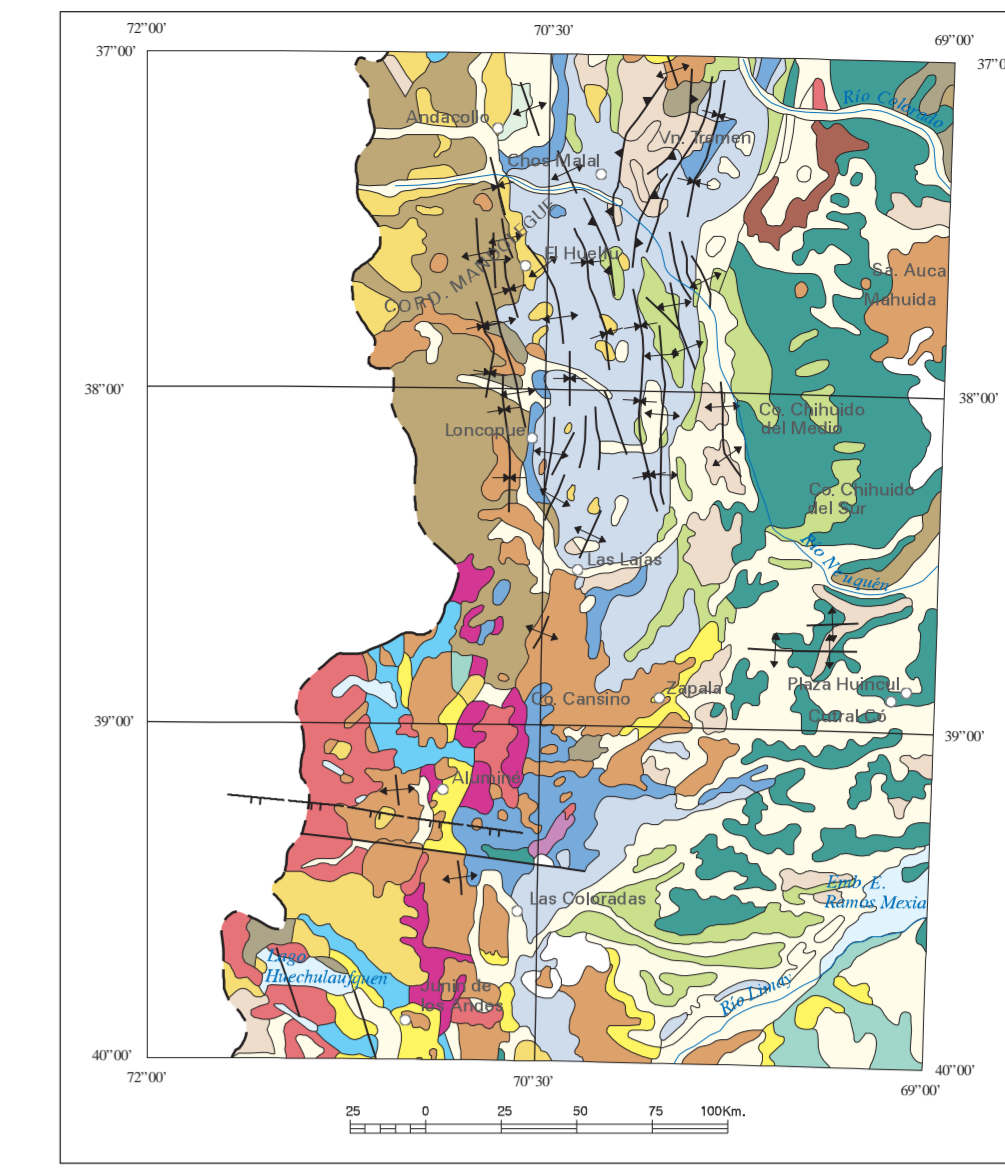 72"00'
70"30'
69"00'
37"00'
37"0
Río Colorado
Andacollo
Vn. Tromen
Chos Malal
CORD. MANDOLEGUE
El Huellu
Sa. Auca
Mahuida
38"00'
38"00'
Co. Chihuido
del Medio
Loncopue
Co. Chihuido
del Sur
Río Neuquén
Las Lajas
Plaza Huincul
Zapala
Co. Cansino
Cutral Có
39"00'
39"00'
Aluminé
Emb. E.
Ramos Mexia
Las Coloradas
Lago
Huechulaufquen
Junin de
los Andes
Río Limay
40"00'
40"00'
72"00'
70"30'
69"00'
25 0 25 50 75 100Km.